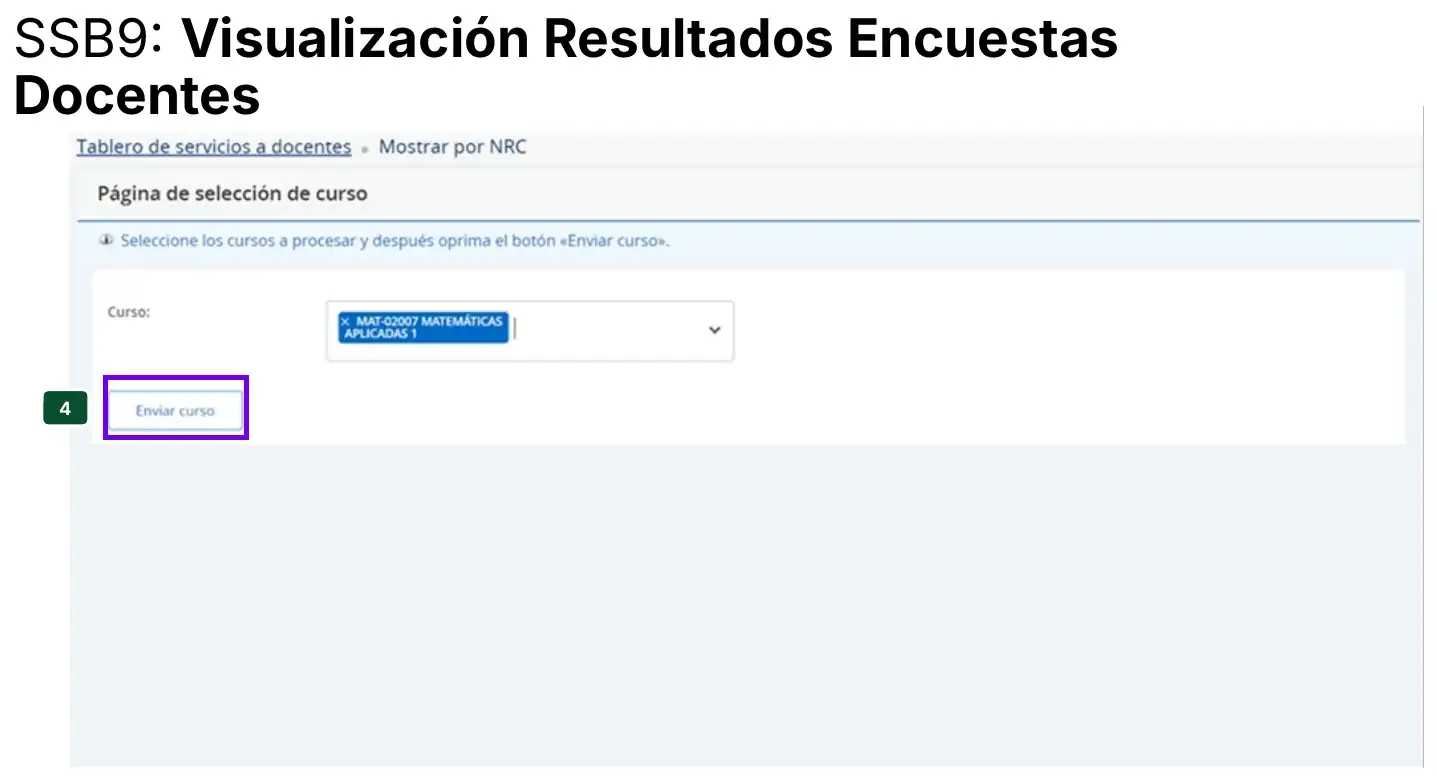 SSB9: Visualización Resultados Encuestas
Docentes
Tablero de servicios a docentes • Mostrar por NRC
Página de selección de curso
Seleccione los cursos a procesar y después oprima el botón «Enviar curso».
Curso:
× MAT-02007 MATEMÁTICAS
APLICADAS 1
4
Enviar curso